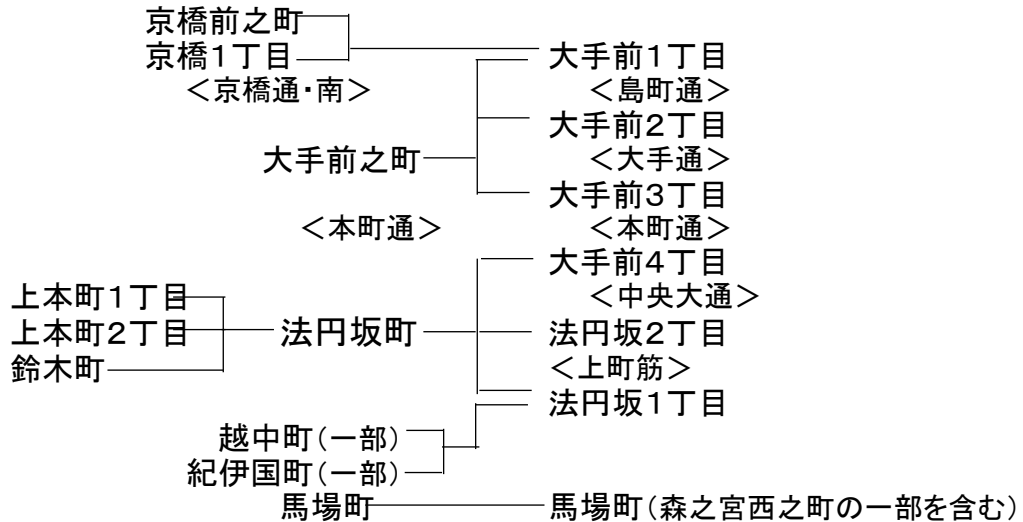 京橋前之町
京橋1丁目 大手前1丁目
＜京橋通・南＞ ＜島町通＞
大手前2丁目
大手前之町 ＜大手通＞
大手前3丁目
＜本町通＞ ＜本町通＞
大手前4丁目
上本町1丁目 ＜中央大通＞
上本町2丁目 法円坂町 法円坂2丁目
鈴木町 ＜上町筋＞
法円坂1丁目
越中町（一部）
紀伊国町（一部）
馬場町 馬場町（森之宮西之町の一部を含む）